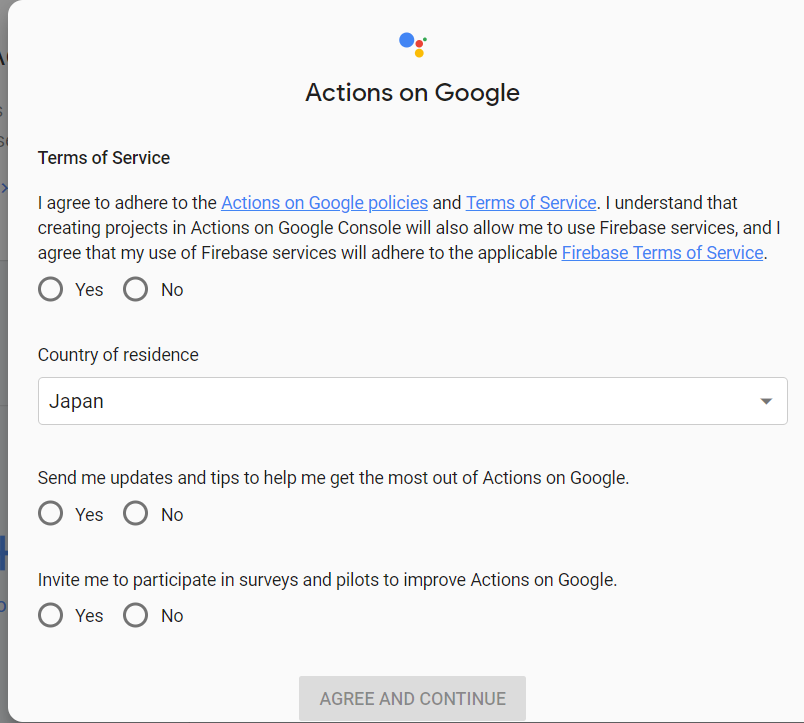 Actions on Google
Terms of Service
I agree to adhere to the Actions on Google policies and Terms of Service. I understand that
creating projects in Actions on Google Console will also allow me to use Firebase services, and I
agree that my use of Firebase services will adhere to the applicable Firebase Terms of Service.
Yes No
Country of residence
Japan
Send me updates and tips to help me get the most out of Actions on Google.
Yes No
Invite me to participate in surveys and pilots to improve Actions on Google.
Yes No
AGREE AND CONTINUE